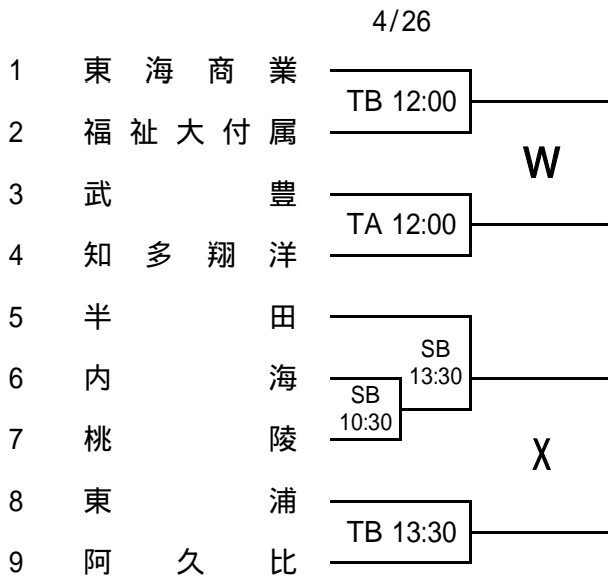 4/26
1 東海商業
TB 12:00
2 福祉大付属
W
3 武豊
TA 12:00
4 知多翔洋
5 半田
SB
13:30
6 内海
SB
10:30
7 桃陵
X
8 東浦
TB 13:30
9 阿久比